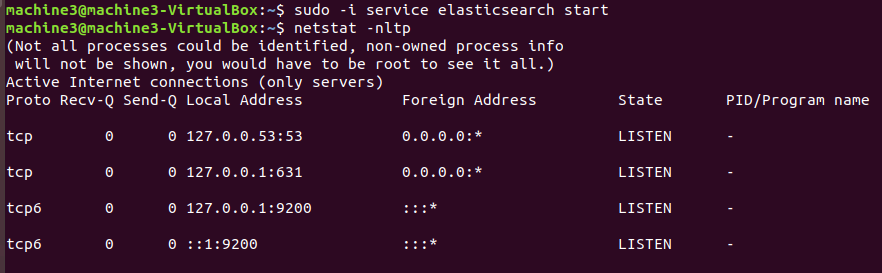 machine3@machine3-VirtualBox:~$ sudo -i service elasticsearch start
machine3@machine3-VirtualBox:~$ netstat -nltp
(Not all processes could be identified, non-owned process info
 will not be shown, you would have to be root to see it all.)
Active Internet connections (only servers)
Proto Recv-Q Send-Q Local Address           Foreign Address         State       PID/Program name
tcp        0      0 127.0.0.53:53           0.0.0.0:*               LISTEN      -
tcp        0      0 127.0.0.1:631           0.0.0.0:*               LISTEN      -
tcp6       0      0 127.0.0.1:9200          :::*                    LISTEN      -
tcp6       0      0 ::1:9200                :::*                    LISTEN      -